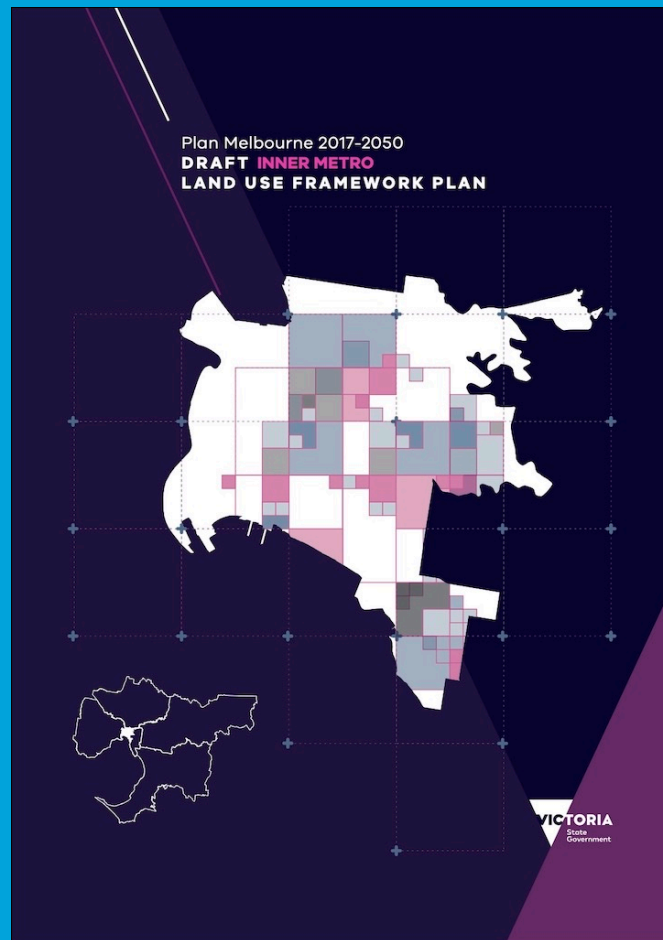 Plan Melbourne 2017-2050
DRAFT INNER METRO
LAND USE FRAMEWORK PLAN
VICTORIA
State
Government